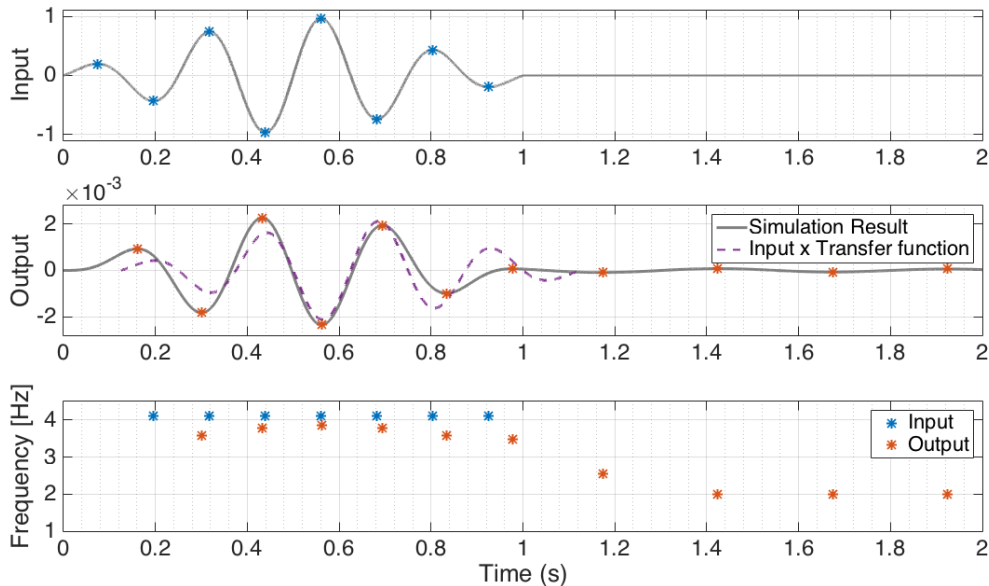 Input
1
0
-1
0 0.2 0.4 0.6 0.8 1 1.2 1.4 1.6 1.8 2
×10-3
Output
2
0
-2
Simulation Result
Input x Transfer function
0 0.2 0.4 0.6 0.8 1 1.2 1.4 1.6 1.8 2
Frequency [Hz]
4
3
2
1
Input
Output
0 0.2 0.4 0.6 0.8 1 1.2 1.4 1.6 1.8 2
Time (s)